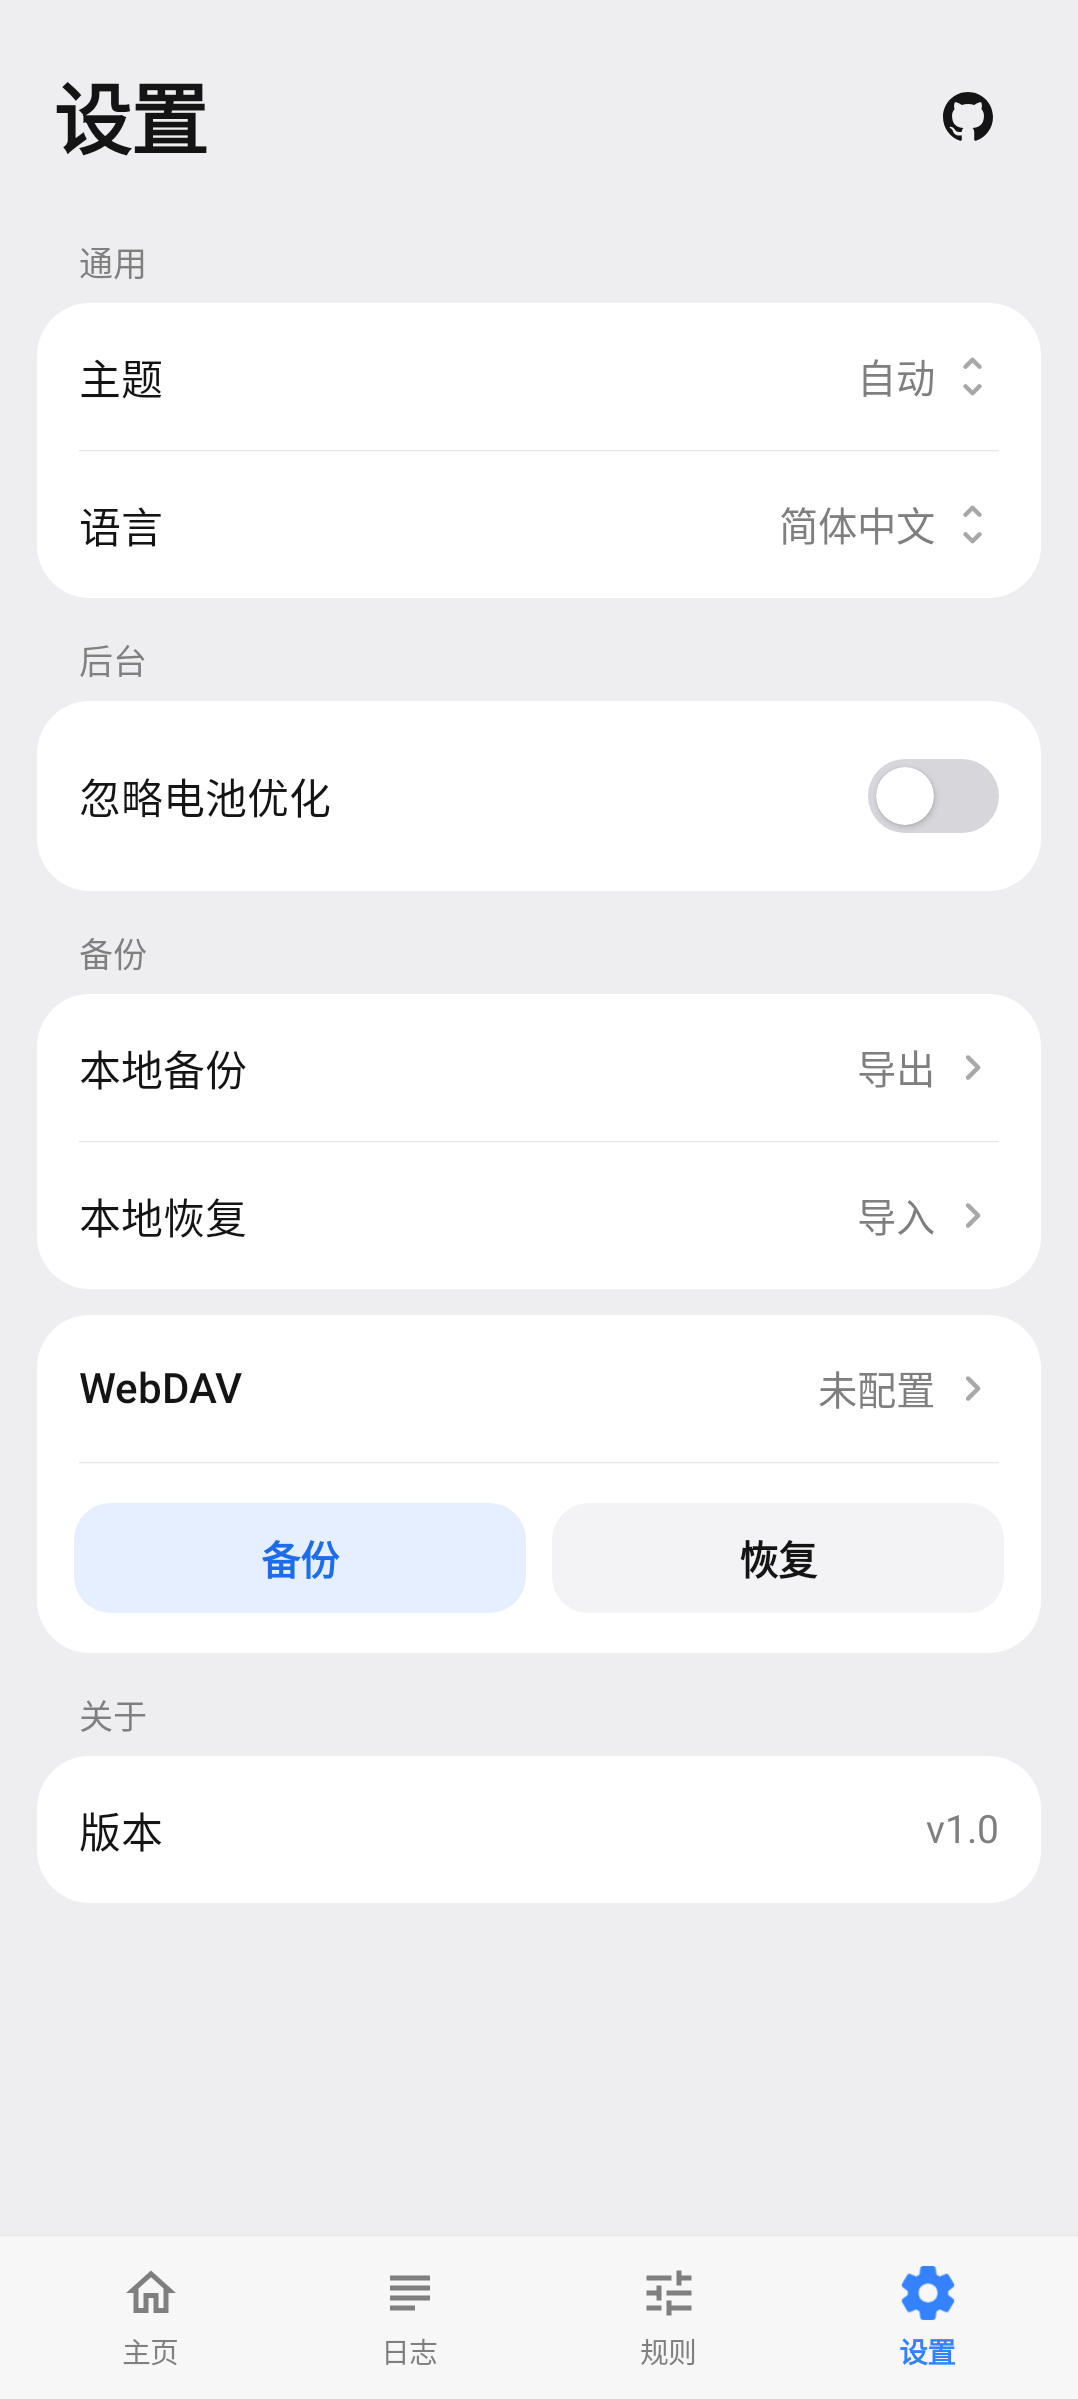 设置
通用
主题 自动
语言 简体中文
后台
忽略电池优化
备份
本地备份 导出
本地恢复 导入
WebDAV 未配置
备份 恢复
关于
版本 v1.0
主页 日志 规则 设置